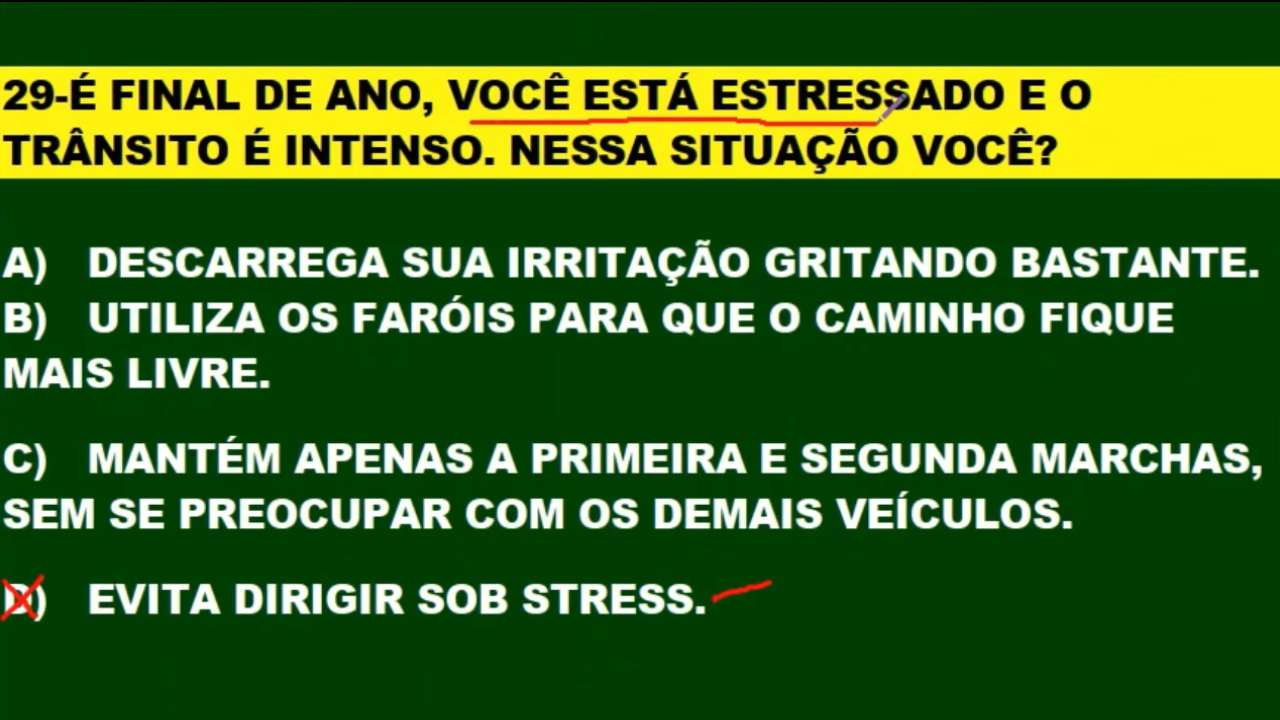 29-É FINAL DE ANO, VOCÊ ESTÁ ESTRESSADO E O
TRÂNSITO É INTENSO. NESSA SITUAÇÃO VOCÊ?
A) DESCARREGA SUA IRRITAÇÃO GRITANDO BASTANTE.
B) UTILIZA OS FARÓIS PARA QUE O CAMINHO FIQUE
MAIS LIVRE.
C) MANTÉM APENAS A PRIMEIRA E SEGUNDA MARCHAS,
SEM SE PREOCUPAR COM OS DEMAIS VEÍCULOS.
D) EVITA DIRIGIR SOB STRESS.